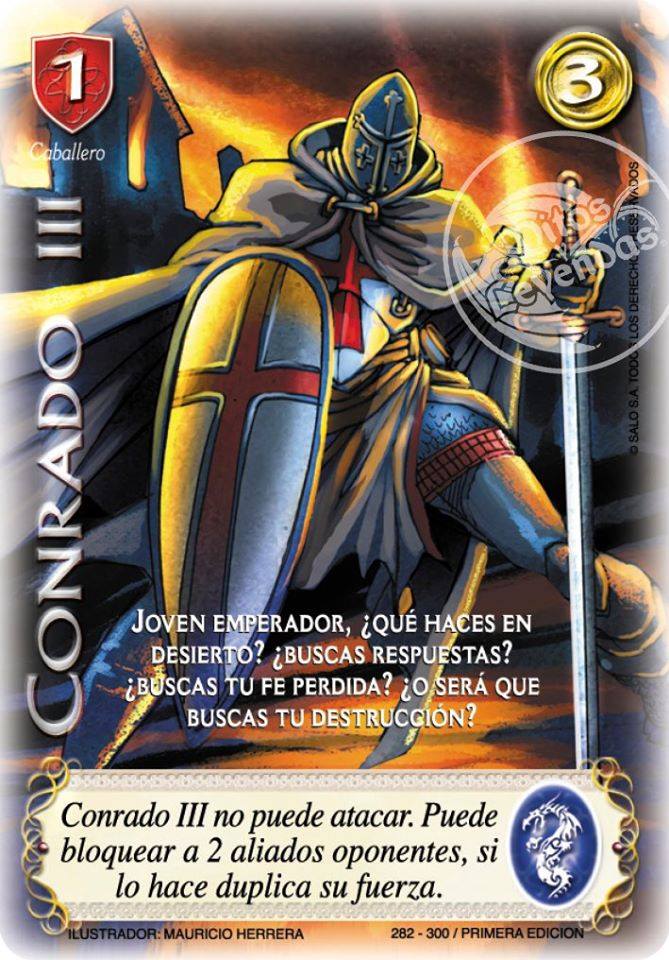 1
3
Caballero
CONRADO III
Mitos
Leyendas
© SALO S.A. TODOS LOS DERECHOS RESERVADOS
JOVEN EMPERADOR, ¿QUÉ HACES EN
DESIERTO? ¿BUSCAS RESPUESTAS?
¿BUSCAS TU FE PERDIDA? ¿O SERÁ QUE
BUSCAS TU DESTRUCCIÓN?
Conrado III no puede atacar. Puede
bloquear a 2 aliados oponentes, si
lo hace duplica su fuerza.
ILUSTRADOR: MAURICIO HERRERA
282 - 300 / PRIMERA EDICION